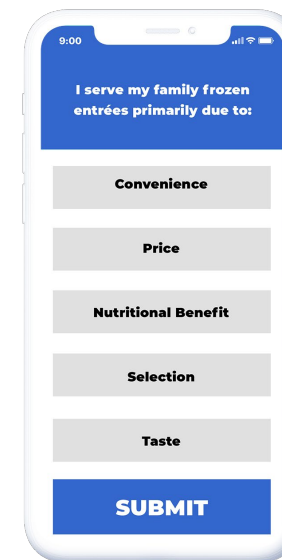 9:00
I serve my family frozen
entrées primarily due to:
Convenience
Price
Nutritional Benefit
Selection
Taste
SUBMIT